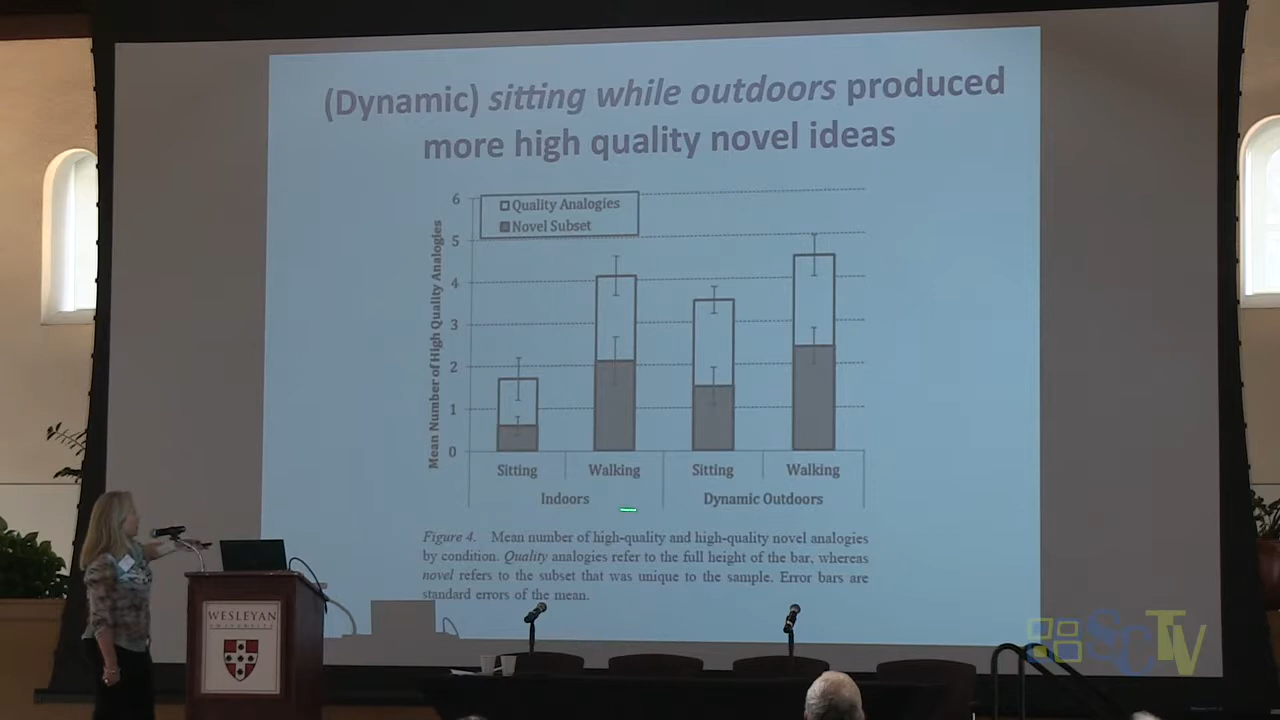 (Dynamic) sitting while outdoors produced
more high quality novel ideas
Mean Number of High Quality Analogies
6
5
4
3
2
1
0
Quality Analogies
Novel Subset
Sitting Walking Sitting Walking
Indoors Dynamic Outdoors
Figure 4. Mean number of high-quality and high-quality novel analogies
by condition. Quality analogies refer to the full height of the bar, whereas
novel refers to the subset that was unique to the sample. Error bars are
standard errors of the mean.
WESLEYAN
UNIVERSITY
SCTV